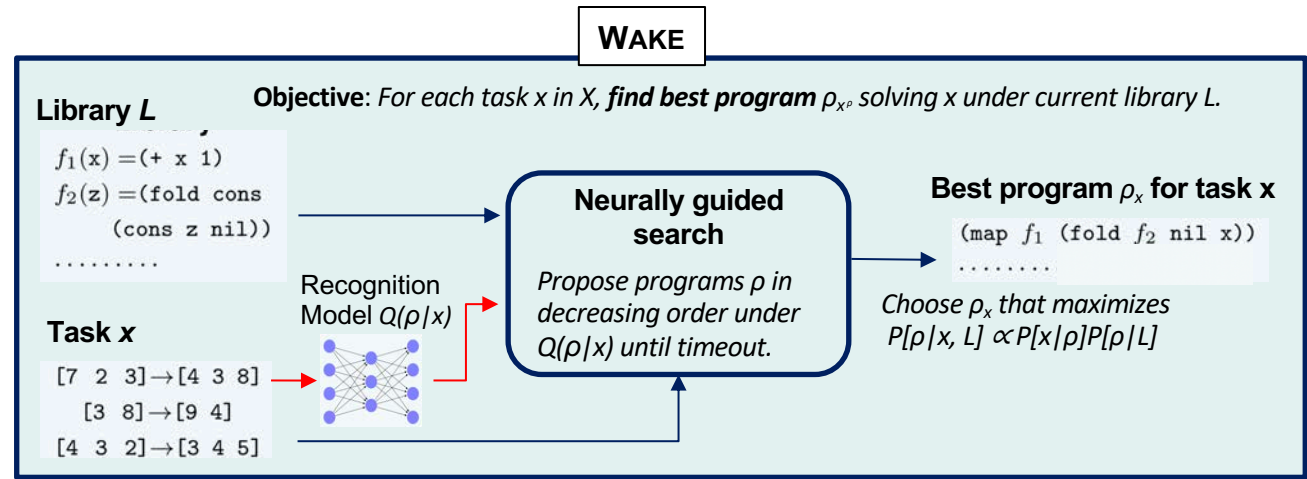 WAKE
Objective: For each task x in X, find best program ρₓᵨ, solving x under current library L.
Library L
f₁(x) =(+ x 1)
f₂(z) =(fold cons
(cons z nil))
.........
Task x
[7 2 3]→[4 3 8]
[3 8]→[9 4]
[4 3 2]→[3 4 5]
Recognition
Model Q(ρ|x)
Neurally guided
search
Propose programs ρ in
decreasing order under
Q(ρ|x) until timeout.
Best program ρₓ for task x
(map f₁ (fold f₂ nil x))
........
Choose ρₓ that maximizes
P[ρ|x, L] ∝P[x|ρ]P[ρ|L]